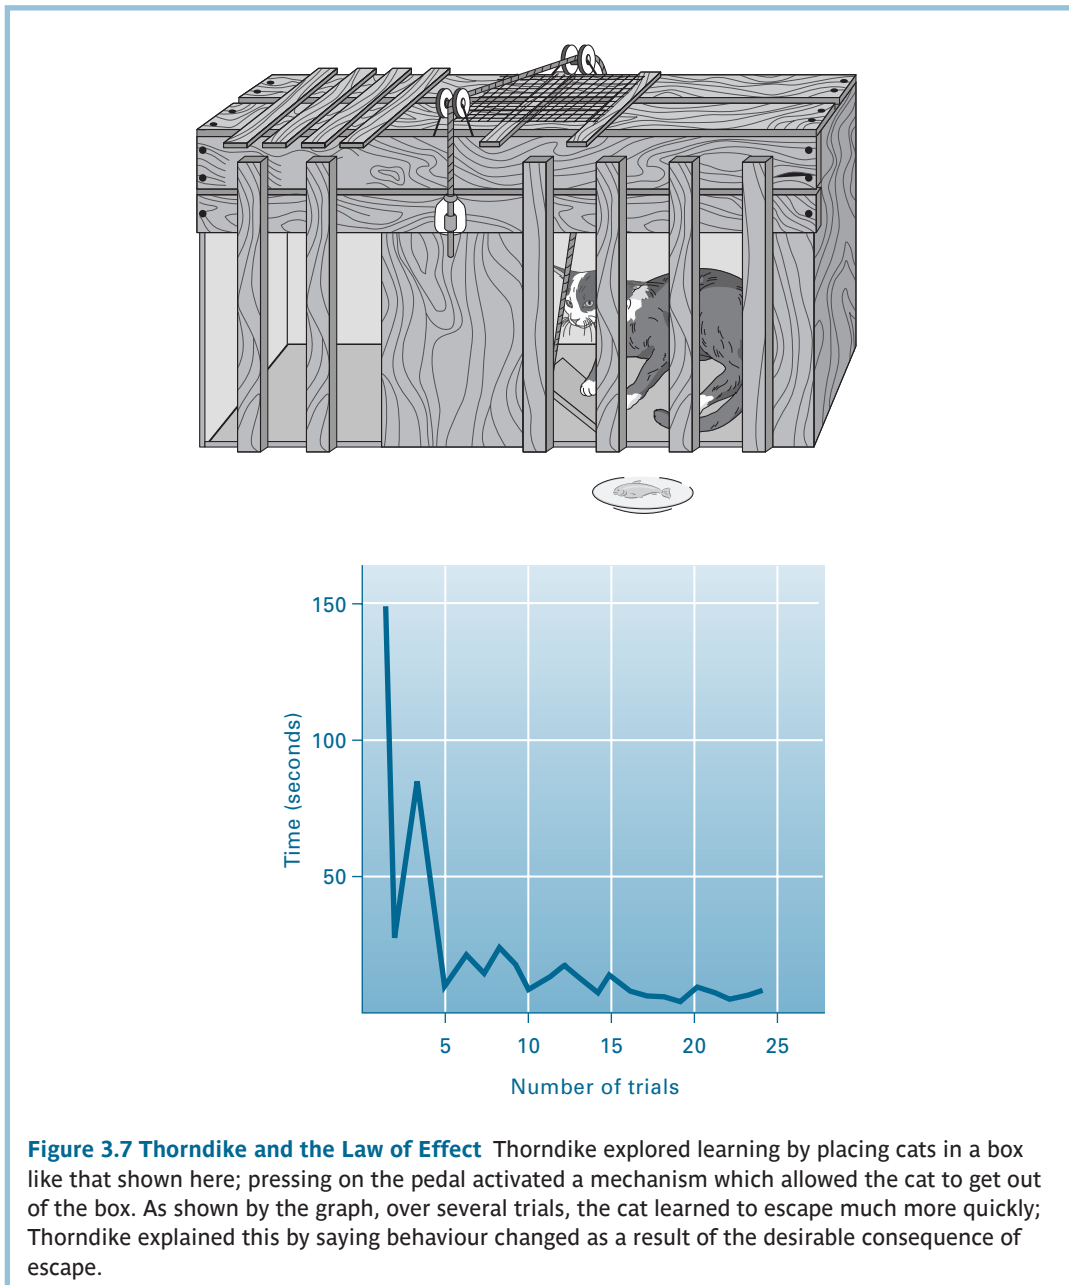 150
100
50
Time (seconds)
5 10 15 20 25
Number of trials
Figure 3.7 Thorndike and the Law of Effect Thorndike explored learning by placing cats in a box
like that shown here; pressing on the pedal activated a mechanism which allowed the cat to get out
of the box. As shown by the graph, over several trials, the cat learned to escape much more quickly;
Thorndike explained this by saying behaviour changed as a result of the desirable consequence of
escape.